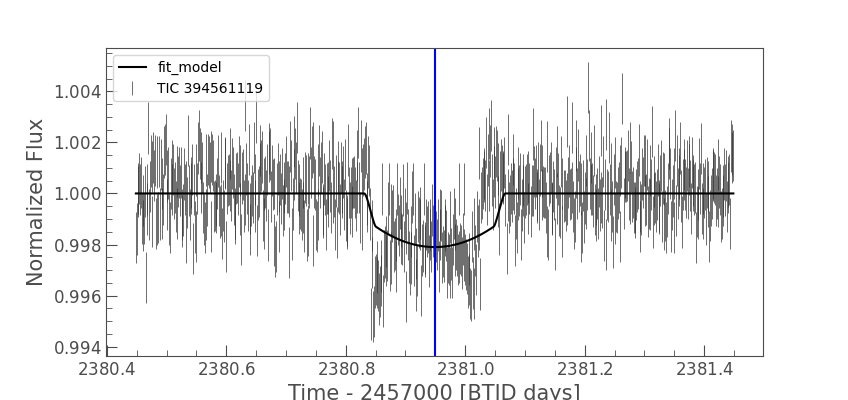 fit_model
TIC 394561119
1.004
1.002
1.000
0.998
0.996
0.994
Normalized Flux
2380.4 2380.6 2380.8 2381.0 2381.2 2381.4
Time - 2457000 [BTJD days]